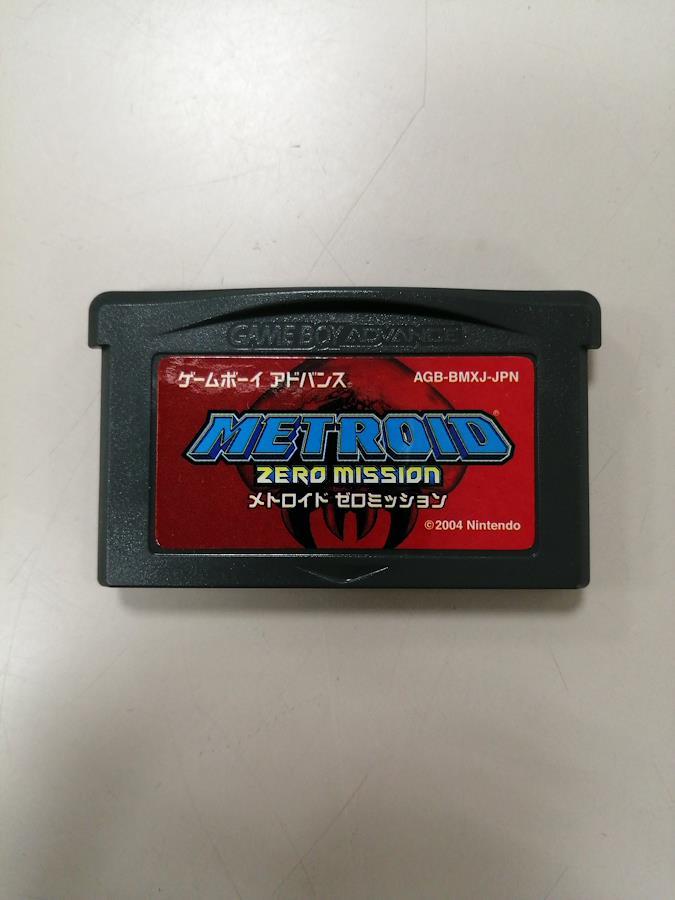 GAME BOY ADVANCE
ゲームボーイ アドバンス AGB-BMXJ-JPN
METROID®
ZERO MISSION
メトロイド ゼロミッション
©2004 Nintendo